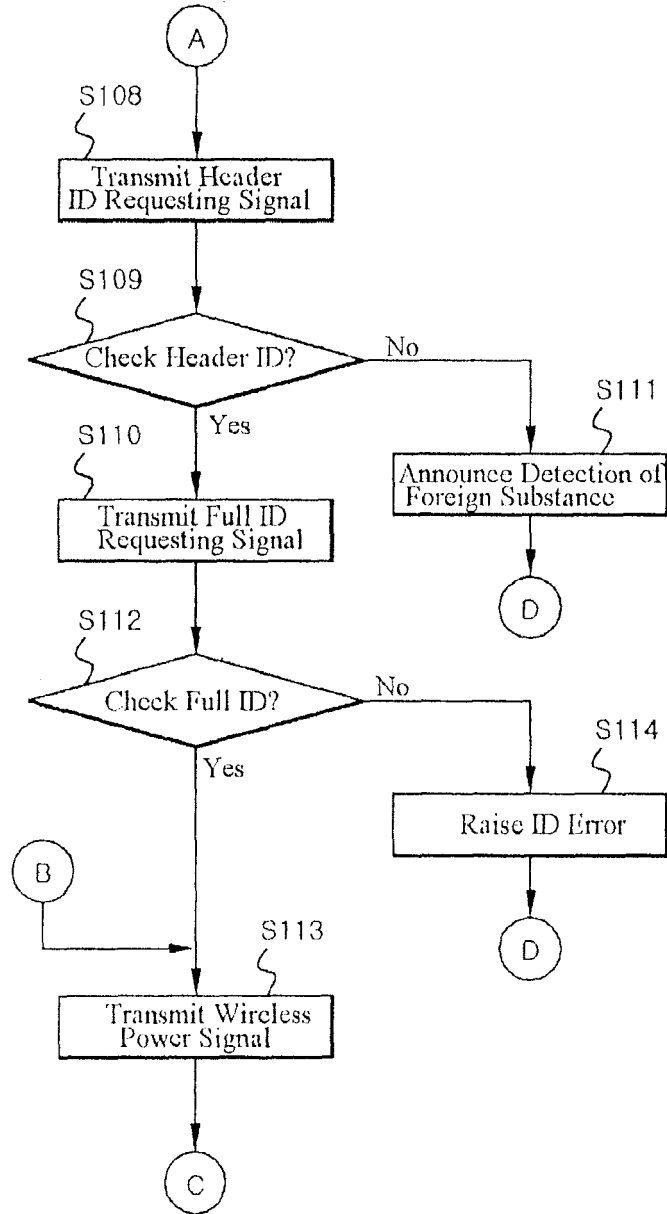 A
S108
Transmit Header
ID Requesting Signal
S109
Check Header ID?
No
Yes
S111
Announce Detection of
Foreign Substance
D
S110
Transmit Full ID
Requesting Signal
S112
Check Full ID?
No
Yes
S114
Raise ID Error
D
B
S113
Transmit Wireless
Power Signal
C